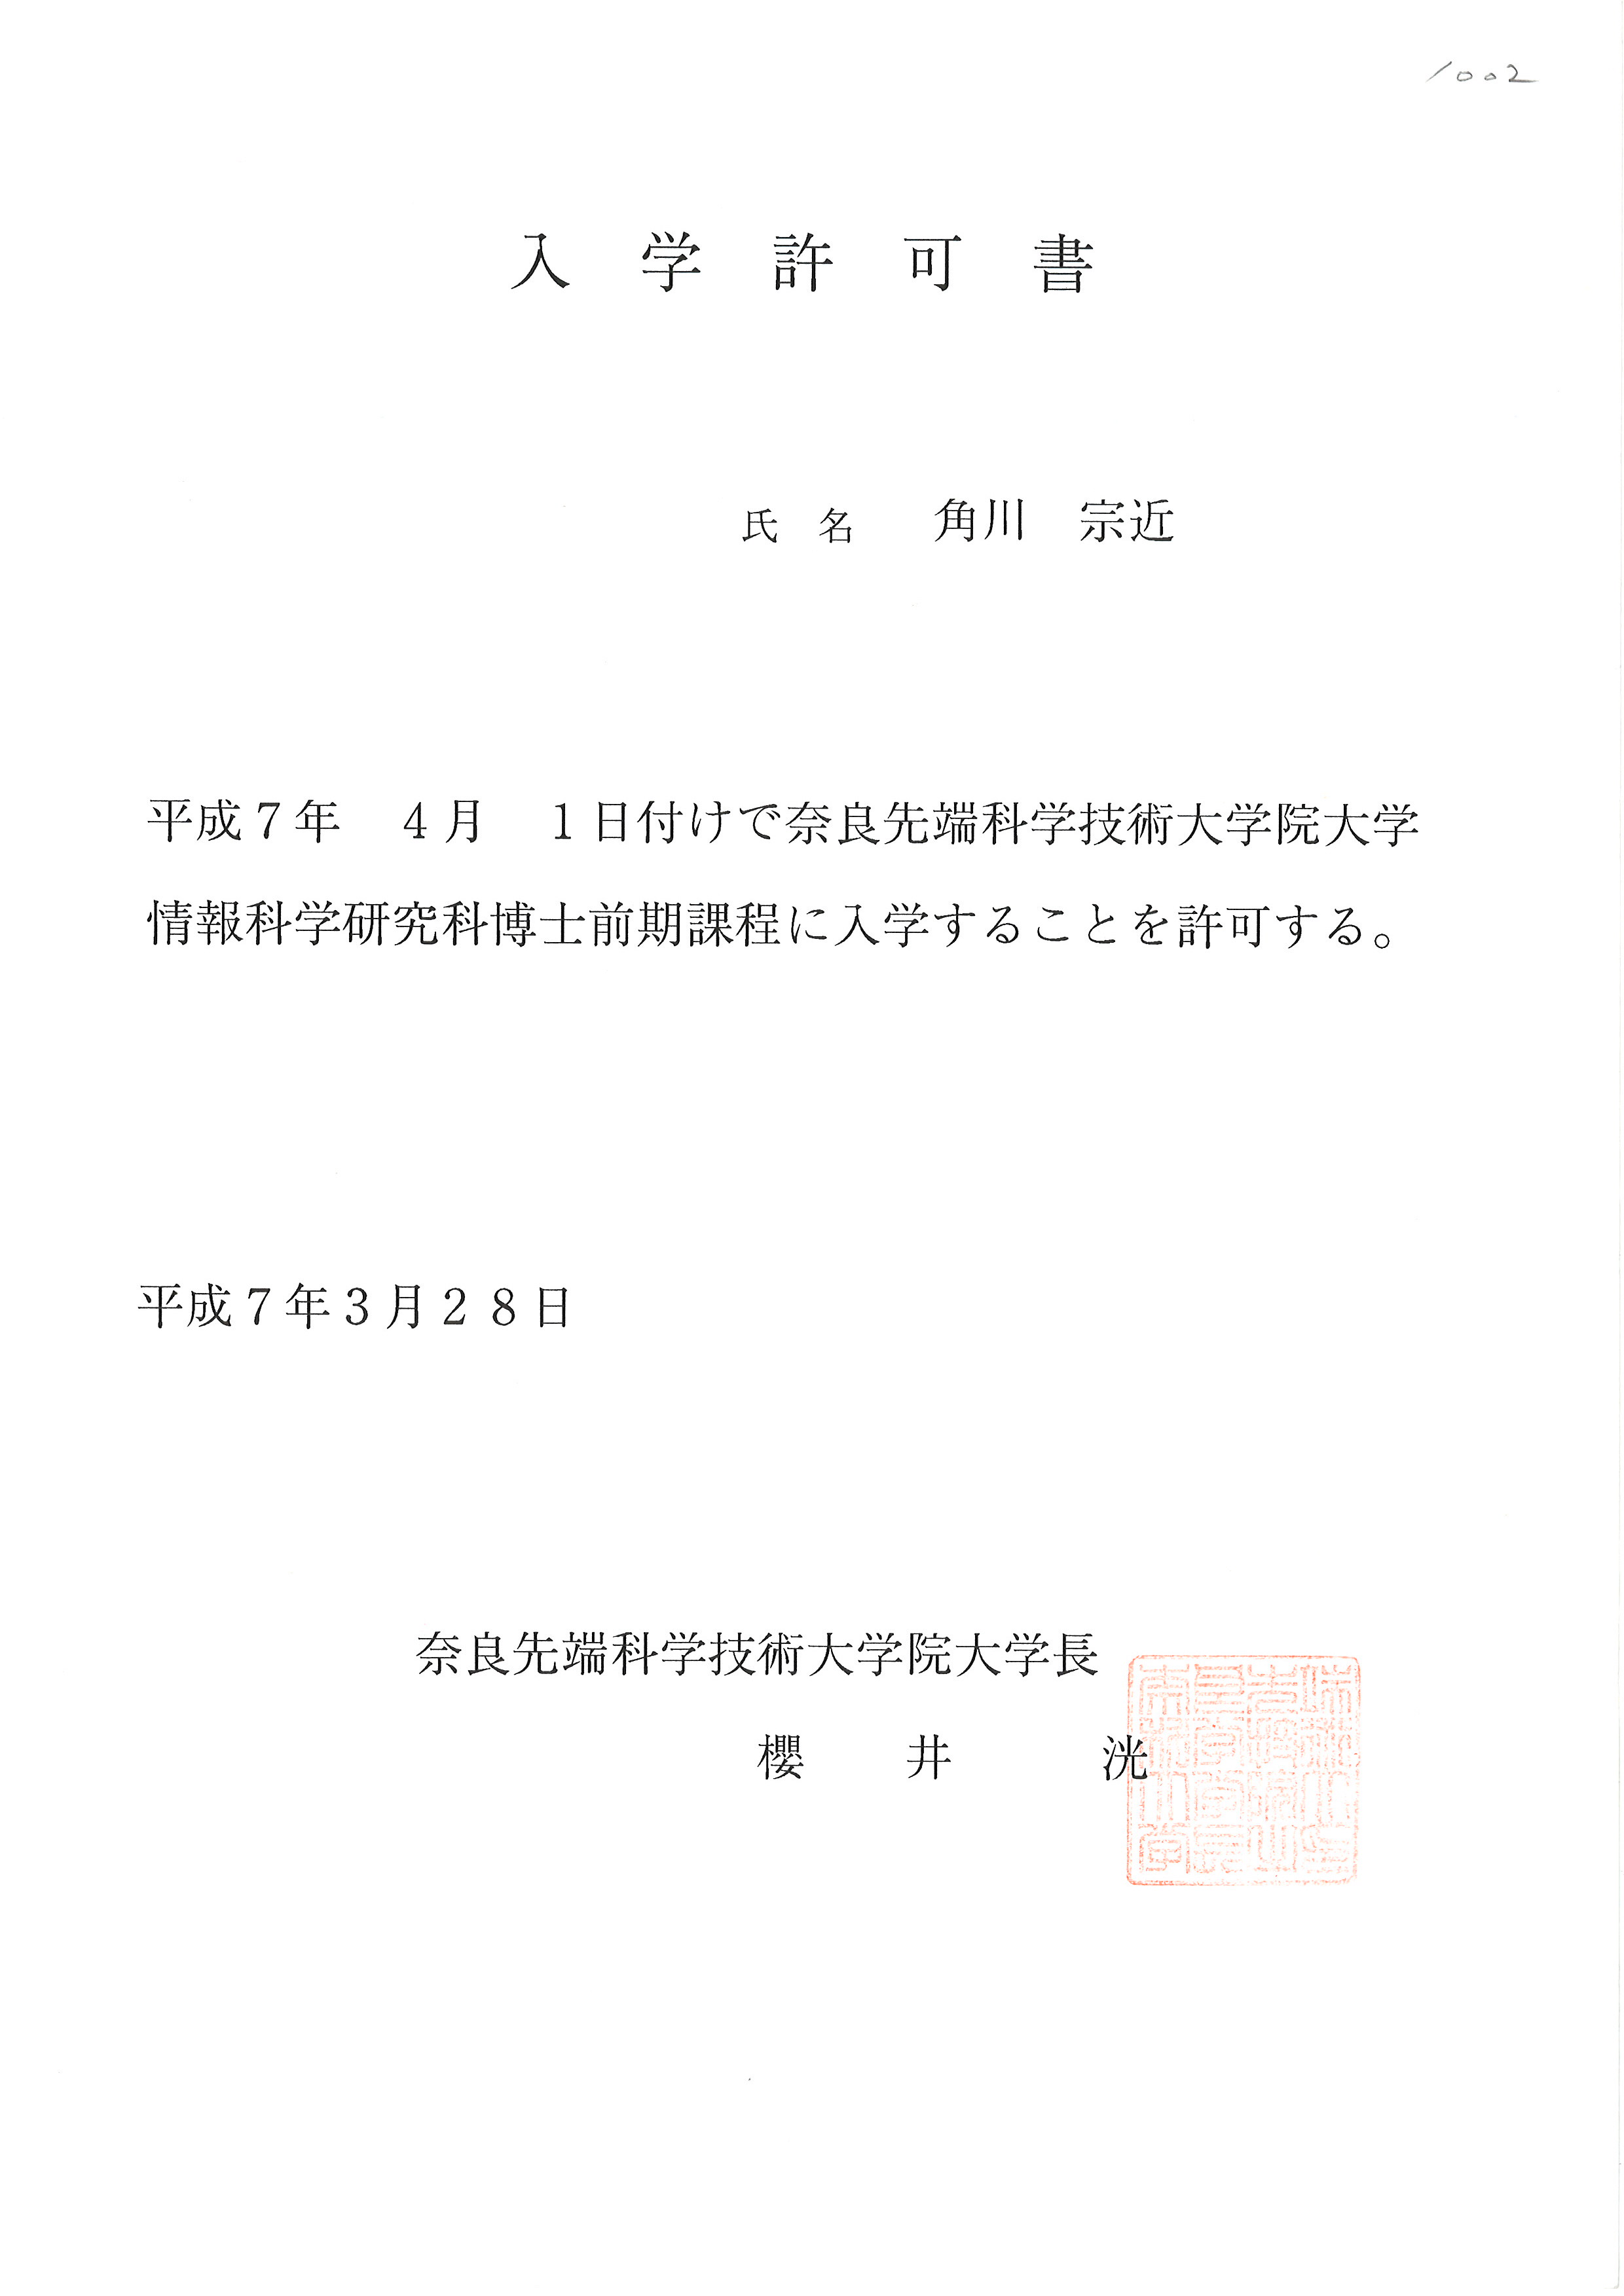 1002
入学許可書
氏名　角川　宗近
平成７年　４月　１日付けで奈良先端科学技術大学院大学
情報科学研究科博士前期課程に入学することを許可する。
平成７年３月２８日
奈良先端科学技術大学院大学長
櫻井　洸